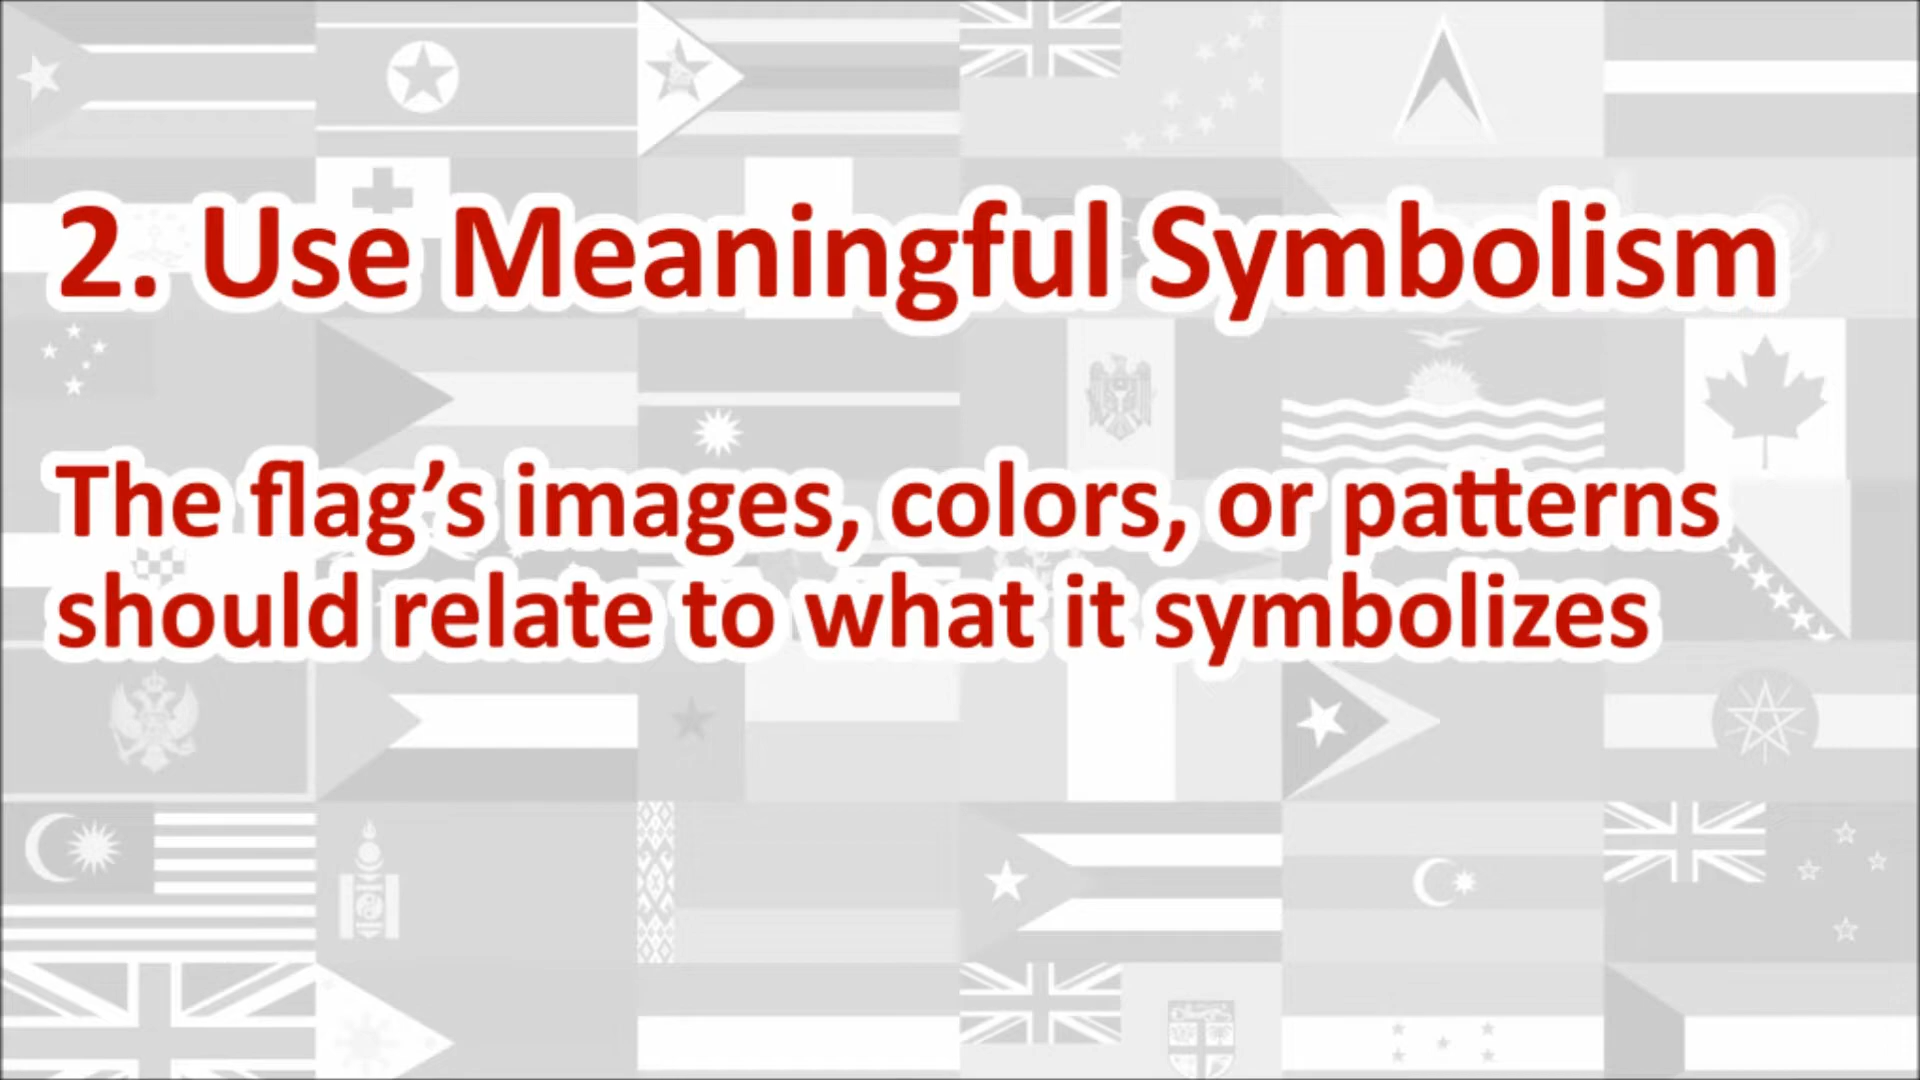 2. Use Meaningful Symbolism
The flag’s images, colors, or patterns
should relate to what it symbolizes